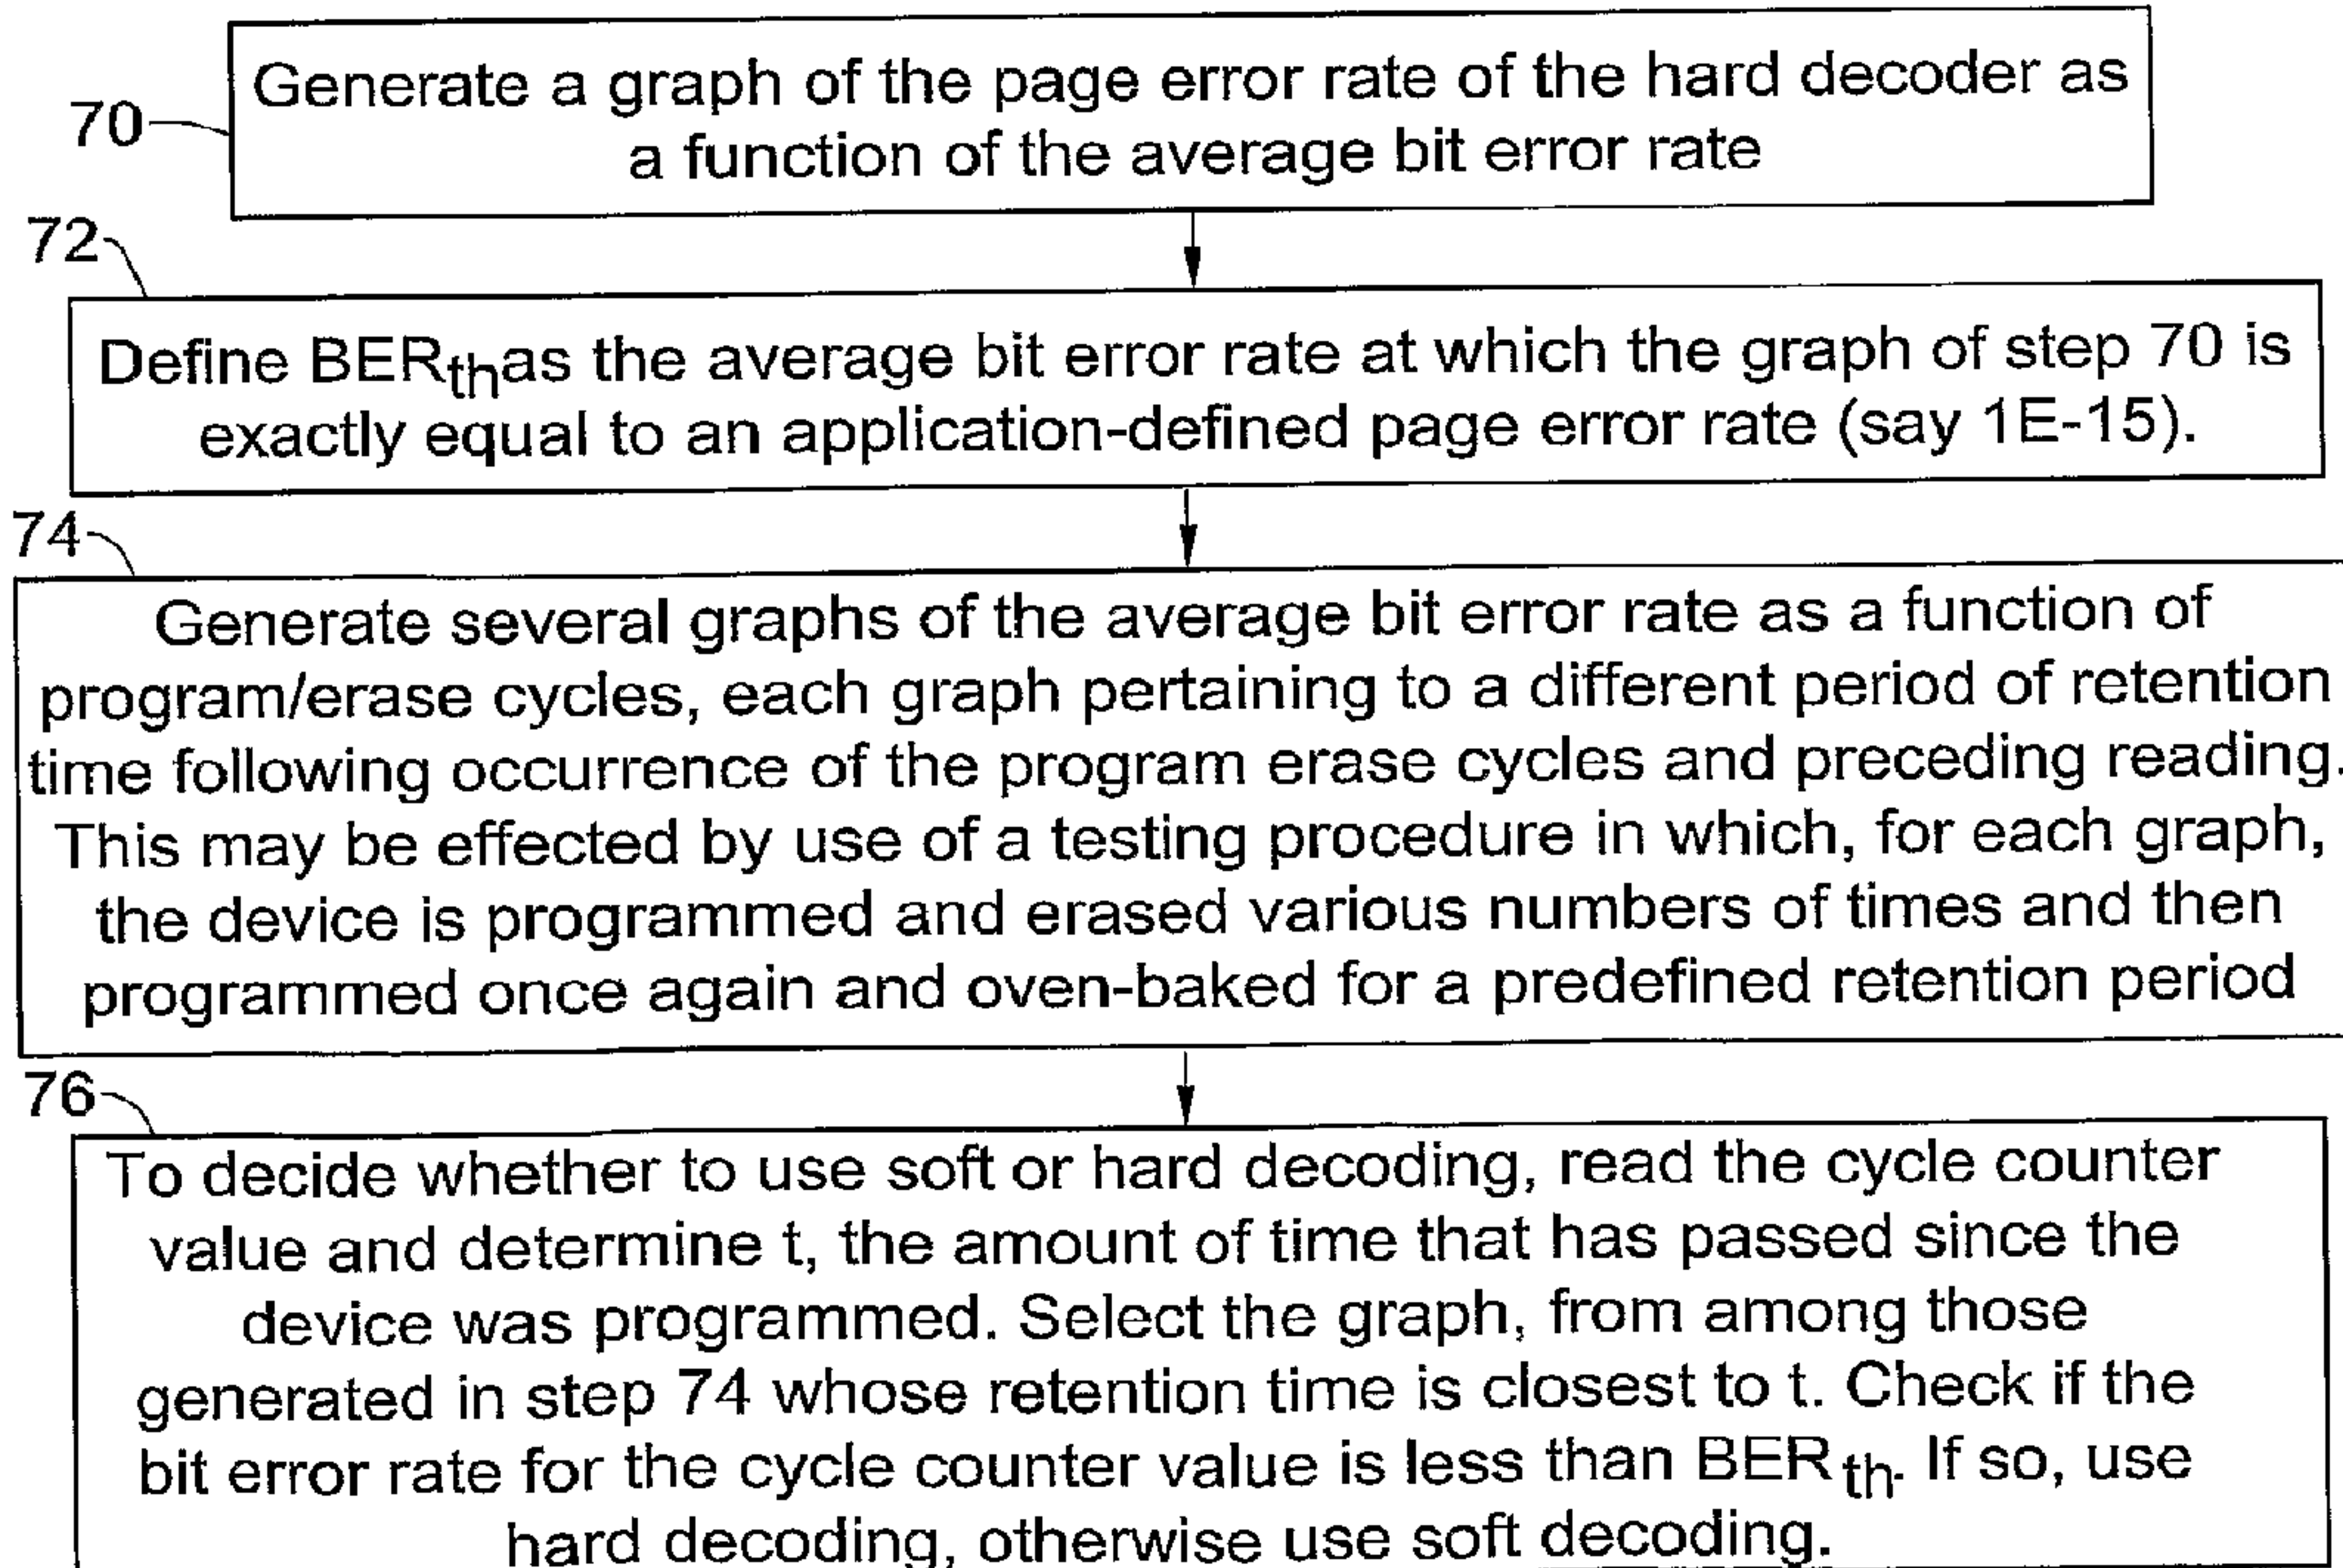 Generate a graph of the page error rate of the hard decoder as
70
a function of the average bit error rate
72
Define BERth as the average bit error rate at which the graph of step 70 is
exactly equal to an application-defined page error rate (say 1E-15).
74
Generate several graphs of the average bit error rate as a function of
program/erase cycles, each graph pertaining to a different period of retention
time following occurrence of the program erase cycles and preceding reading.
This may be effected by use of a testing procedure in which, for each graph,
the device is programmed and erased various numbers of times and then
programmed once again and oven-baked for a predefined retention period
76
To decide whether to use soft or hard decoding, read the cycle counter
value and determine t, the amount of time that has passed since the
device was programmed. Select the graph, from among those
generated in step 74 whose retention time is closest to t. Check if the
bit error rate for the cycle counter value is less than BERth. If so, use
hard decoding, otherwise use soft decoding.